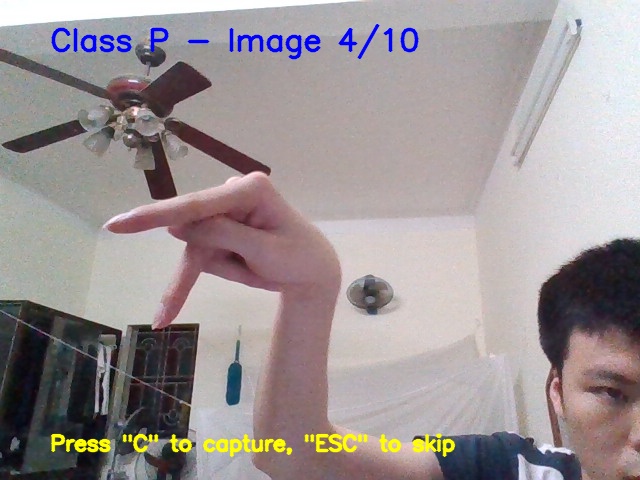 Class P - Image 4/10
Press "C" to capture, "ESC" to skip